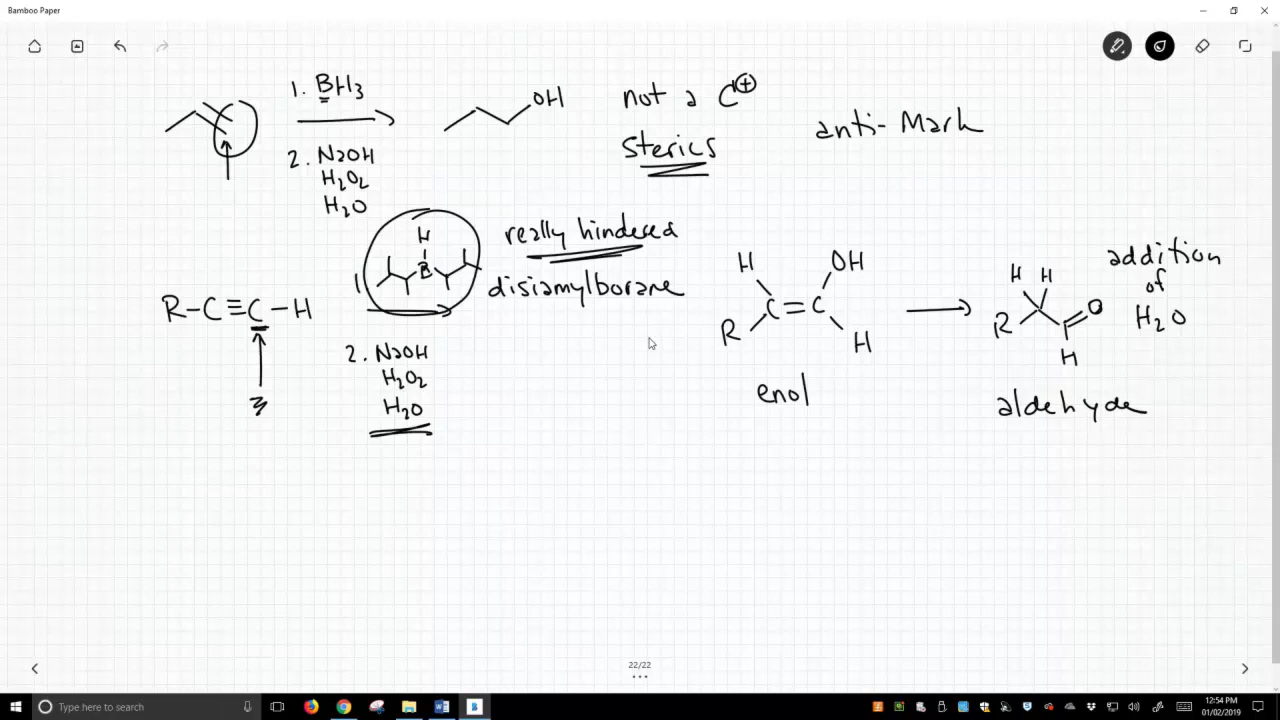 Bamboo Paper
1. BH3
2. NaOH
H2O2
H2O
OH
not a C⊕
Sterics
anti-Mark
R-C≡C-H
3
1
H
B
2. NaOH
H2O2
H2O
really hindered
disiamylborane
H OH
C=C
R H
enol
H H
R O
H
aldehyde
addition
of
H2O
22/22
Type here to search
12:54 PM
01/02/2019